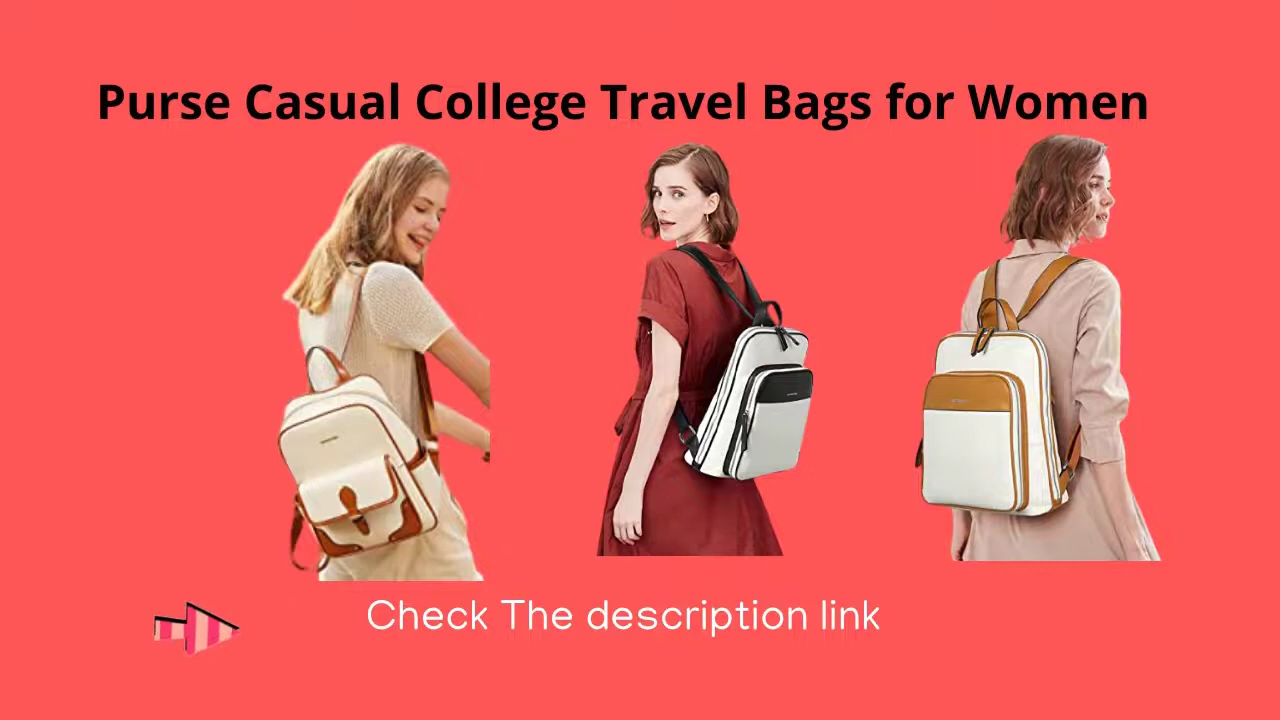 Purse Casual College Travel Bags for Women
Check The description link